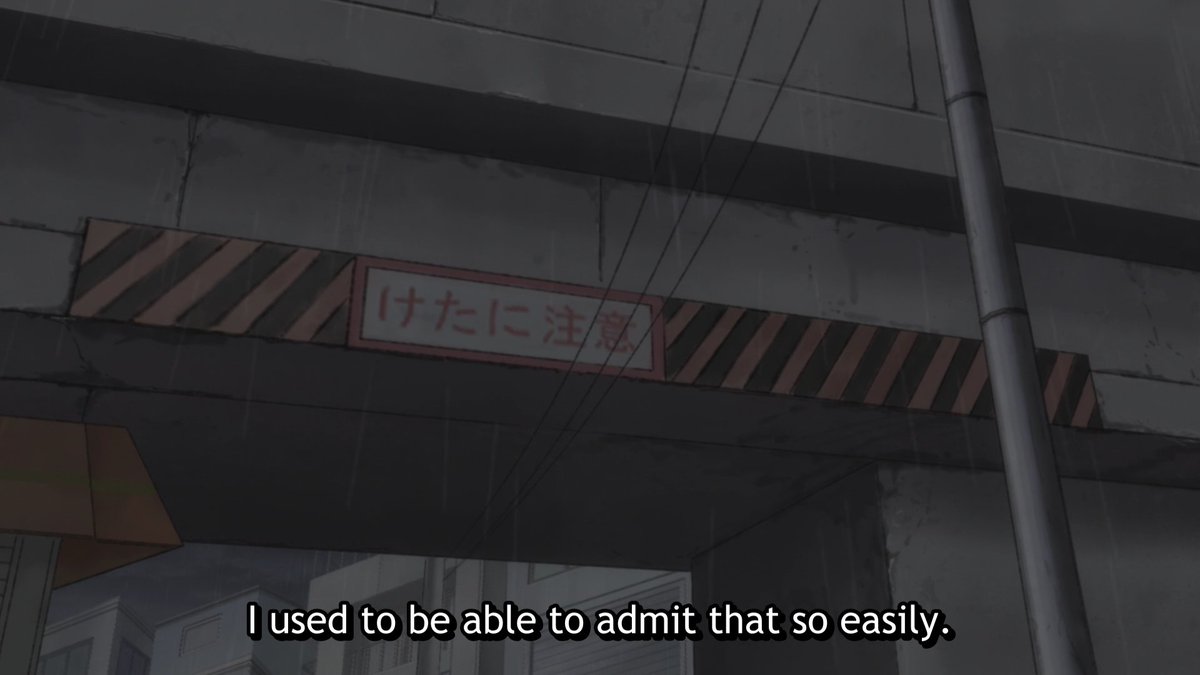 けたに注意
I used to be able to admit that so easily.